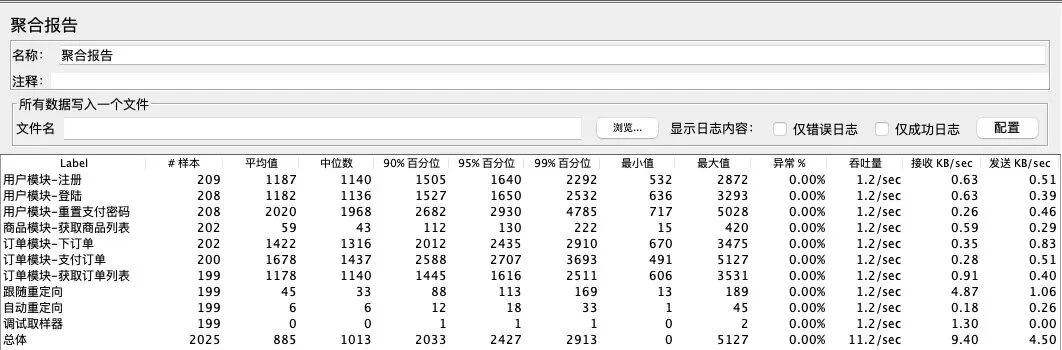 聚合报告
名称: 聚合报告
注释:
所有数据写入一个文件
文件名 浏览... 显示日志内容: 仅错误日志 仅成功日志 配置
Label # 样本 平均值 中位数 90% 百分位 95% 百分位 99% 百分位 最小值 最大值 异常 % 吞吐量 接收 KB/sec 发送 KB/sec
用户模块-注册 209 1187 1140 1505 1640 2292 532 2872 0.00% 1.2/sec 0.63 0.51
用户模块-登陆 208 1182 1136 1527 1650 2532 636 3293 0.00% 1.2/sec 0.63 0.39
用户模块-重置支付密码 208 2020 1968 2682 2930 4785 717 5028 0.00% 1.2/sec 0.26 0.46
商品模块-获取商品列表 202 59 43 112 130 222 15 420 0.00% 1.2/sec 0.59 0.29
订单模块-下订单 202 1422 1316 2012 2435 2910 670 3475 0.00% 1.2/sec 0.35 0.83
订单模块-支付订单 200 1678 1437 2588 2707 3693 491 5127 0.00% 1.2/sec 0.28 0.51
订单模块-获取订单列表 199 1178 1140 1445 1616 2511 606 3531 0.00% 1.2/sec 0.91 0.40
跟随重定向 199 45 33 88 113 169 13 189 0.00% 1.2/sec 4.87 1.06
自动重定向 199 6 6 12 18 33 1 45 0.00% 1.2/sec 0.18 0.26
调试取样器 199 0 0 1 1 1 0 2 0.00% 1.2/sec 1.30 0.00
总体 2025 885 1013 2033 2427 2913 0 5127 0.00% 11.2/sec 9.40 4.50